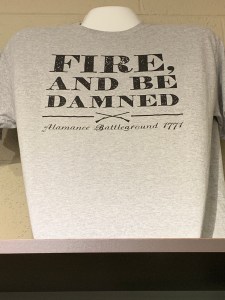 FIRE,
AND BE
DAMNED
Alamance Battleground 1771